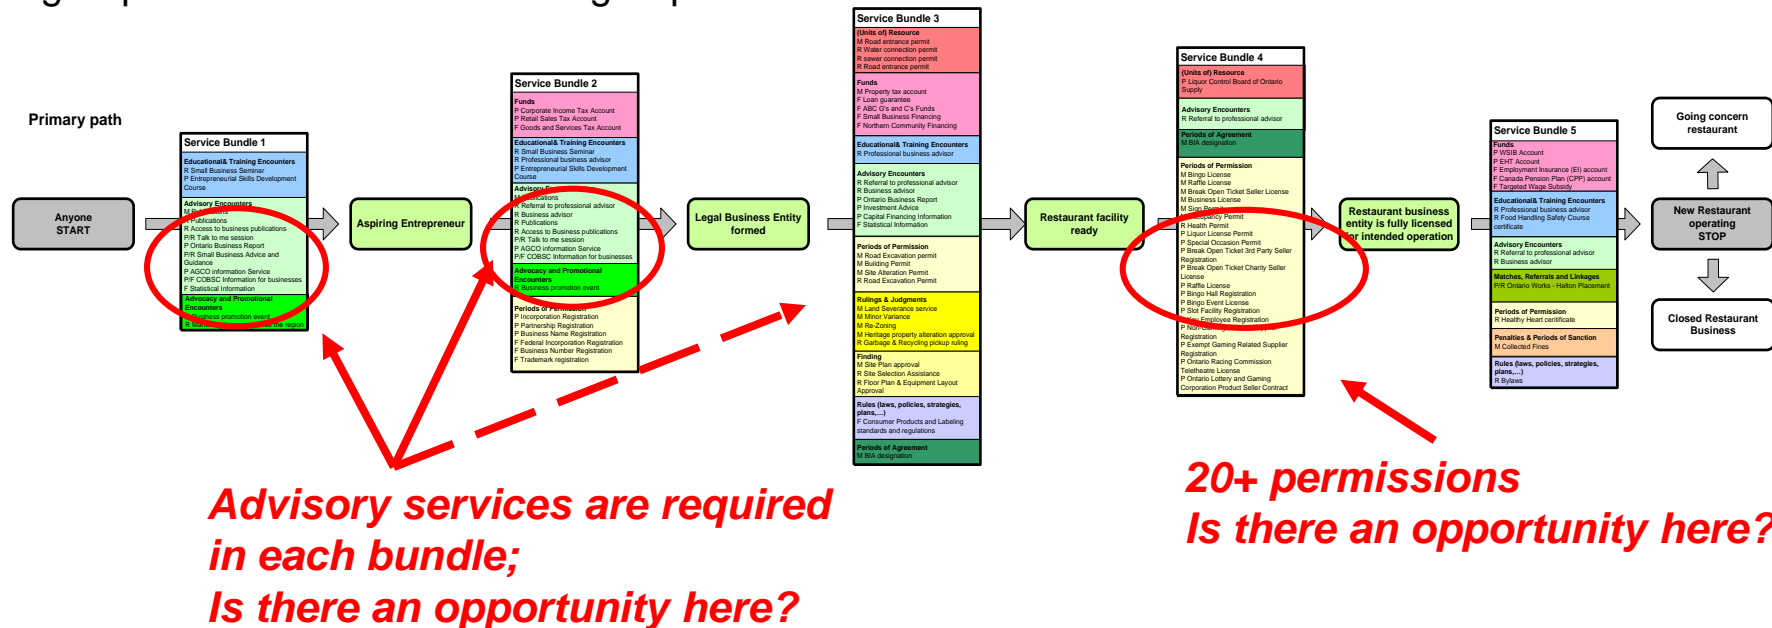 Primary path
Anyone
START
Service Bundle 1
Educational& Training Encounters
R Small Business Seminar
P Entrepreneurial Skills Development
Course
Advisory Encounters
M Publications
R Publications
R Access to business publications
P/R Talk to me session
P Ontario Business Report
P/R Small Business Advice and
Guidance
P AGCO information Service
P/F COBSC Information for businesses
F Statistical Information
Advocacy and Promotional
Encounters
R Business promotion event
the region
Aspiring Entrepreneur
Service Bundle 2
Funds
P Corporate Income Tax Account
P Retail Sales Tax Account
F Goods and Services Tax Account
Educational& Training Encounters
R Small Business Seminar
R Professional business advisor
P Entrepreneurial Skills Development
Course
Advisory Encounters
M Publications
R Referral to professional advisor
R Business advisor
R Publications
R Access to Business publications
P/R Talk to me session
P AGCO information Service
P/F COBSC Information for businesses
Advocacy and Promotional
Encounters
R Business promotion event
Periods of Permission
P Incorporation Registration
P Partnership Registration
P Business Name Registration
F Federal Incorporation Registration
F Business Number Registration
F Trademark registration
Legal Business Entity
formed
Service Bundle 3
(Units of) Resource
M Road entrance permit
R Water connection permit
R sewer connection permit
R Road entrance permit
Funds
M Property tax account
F Loan guarantee
F ABC G's and C's Funds
F Small Business Financing
F Northern Community Financing
Educational& Training Encounters
R Professional business advisor
Advisory Encounters
R Referral to professional advisor
R Business advisor
P Ontario Business Report
P Investment Advice
P Capital Financing Information
F Statistical Information
Periods of Permission
M Road Excavation permit
M Building Permit
M Site Alteration Permit
R Road Excavation Permit
Rulings & Judgments
M Land Severance service
M Minor Variance
M Re-Zoning
M Heritage property alteration approval
R Garbage & Recycling pickup ruling
Finding
M Site Plan approval
R Site Selection Assistance
R Floor Plan & Equipment Layout
Approval
Rules (laws, policies, strategies,
plans,...)
F Consumer Products and Labeling
standards and regulations
Periods of Agreement
M BIA designation
Restaurant facility
ready
Service Bundle 4
(Units of) Resource
P Liquor Control Board of Ontario
Supply
Advisory Encounters
R Referral to professional advisor
Periods of Agreement
M BIA designation
Periods of Permission
M Bingo License
M Raffle License
M Break Open Ticket Seller License
M Business License
M Sign Permit
M Occupancy Permit
R Health Permit
P Liquor License Permit
P Special Occasion Permit
P Break Open Ticket 3rd Party Seller
Registration
P Break Open Ticket Charity Seller
License
P Raffle License
P Bingo Hall Registration
P Bingo Event License
P Slot Facility Registration
P Key Employee Registration
Registration
P Exempt Gaming Related Supplier
Registration
P Ontario Racing Commission
Teletheatre License
P Ontario Lottery and Gaming
Corporation Product Seller Contract
Restaurant business
entity is fully licensed
for intended operation
Service Bundle 5
Funds
P WSIB Account
P EHT Account
F Employment Insurance (EI) account
F Canada Pension Plan (CPP) account
F Targeted Wage Subsidy
Educational& Training Encounters
R Professional business advisor
R Food Handling Safety Course
certificate
Advisory Encounters
R Referral to professional advisor
R Business advisor
Matches, Referrals and Linkages
P/R Ontario Works - Halton Placement
Periods of Permission
R Healthy Heart certificate
Penalties & Periods of Sanction
M Collected Fines
Rules (laws, policies, strategies,
plans,...)
R Bylaws
Going concern
restaurant
New Restaurant
operating
STOP
Closed Restaurant
Business
Advisory services are required
in each bundle;
Is there an opportunity here?
20+ permissions
Is there an opportunity here?